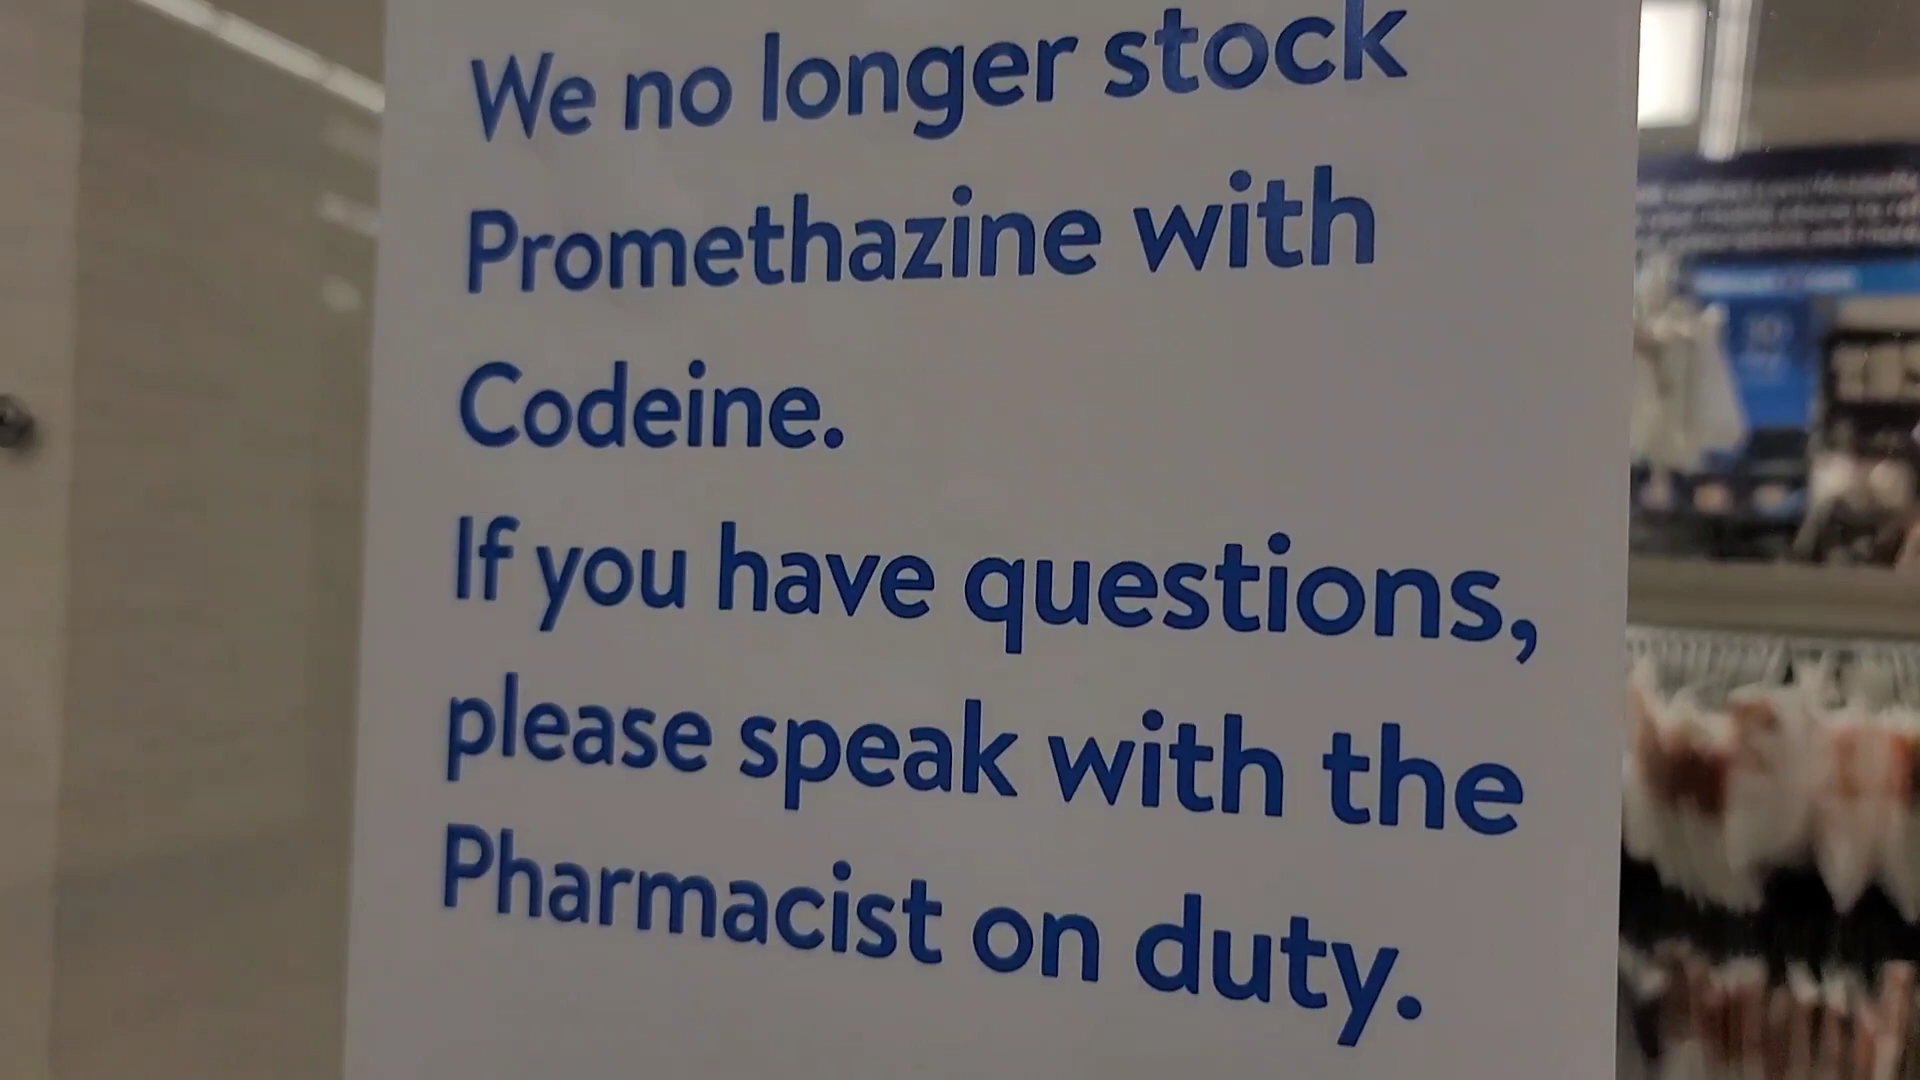 We no longer stock
Promethazine with
Codeine.
If you have questions,
please speak with the
Pharmacist on duty.